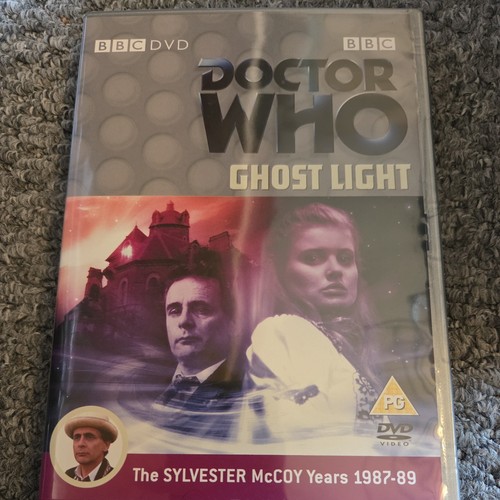 BBC DVD
BBC
DOCTOR
WHO
GHOST LIGHT
PG
DVD
VIDEO
The SYLVESTER McCOY Years 1987-89